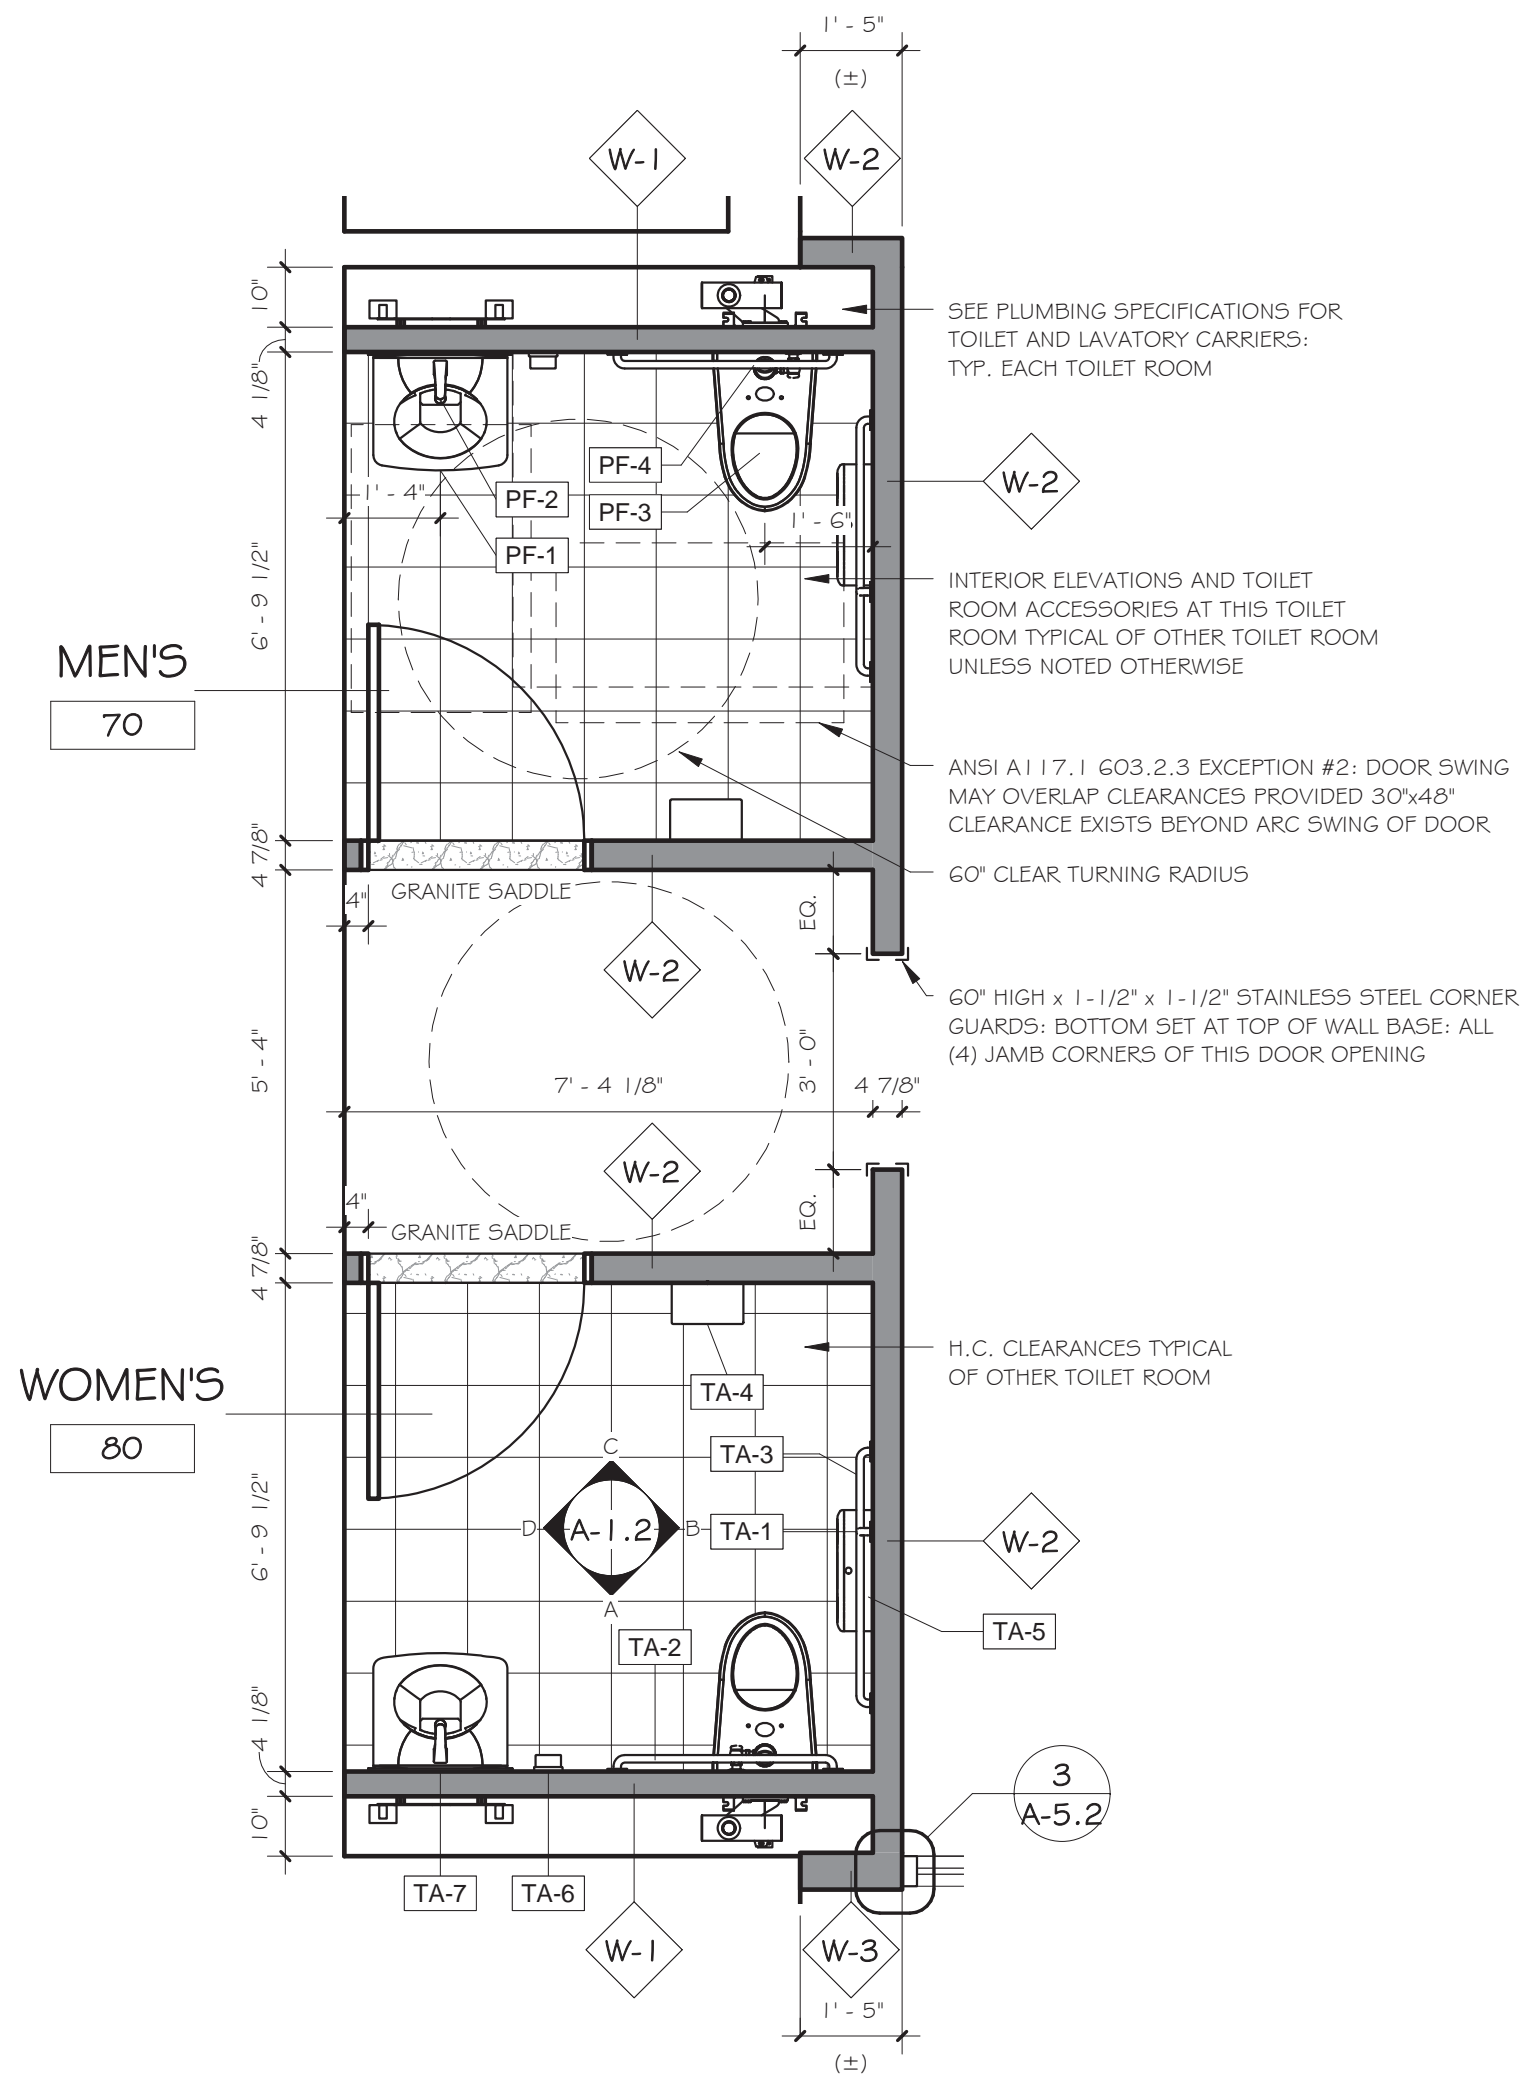 1' - 5"
(±)
W-1
W-2
10"
SEE PLUMBING SPECIFICATIONS FOR
TOILET AND LAVATORY CARRIERS:
TYP. EACH TOILET ROOM
4 1/8"
PF-4
PF-2
PF-3
1' - 4"
1' - 6"
W-2
PF-1
6' - 9 1/2"
INTERIOR ELEVATIONS AND TOILET
ROOM ACCESSORIES AT THIS TOILET
ROOM TYPICAL OF OTHER TOILET ROOM
UNLESS NOTED OTHERWISE
MEN'S
70
ANSI A117.1 603.2.3 EXCEPTION #2: DOOR SWING
MAY OVERLAP CLEARANCES PROVIDED 30"x48"
CLEARANCE EXISTS BEYOND ARC SWING OF DOOR
4 7/8"
60" CLEAR TURNING RADIUS
GRANITE SADDLE
4"
EQ.
W-2
60" HIGH x 1-1/2" x 1-1/2" STAINLESS STEEL CORNER
GUARDS: BOTTOM SET AT TOP OF WALL BASE: ALL
(4) JAMB CORNERS OF THIS DOOR OPENING
5' - 4"
7' - 4 1/8"
3' - 0"
4 7/8"
W-2
4"
EQ.
GRANITE SADDLE
4 7/8"
H.C. CLEARANCES TYPICAL
OF OTHER TOILET ROOM
WOMEN'S
80
TA-4
C
TA-3
D
A-1.2
B
TA-1
W-2
6' - 9 1/2"
A
TA-2
TA-5
4 1/8"
3
A-5.2
10"
TA-7
TA-6
W-1
W-3
1' - 5"
(±)